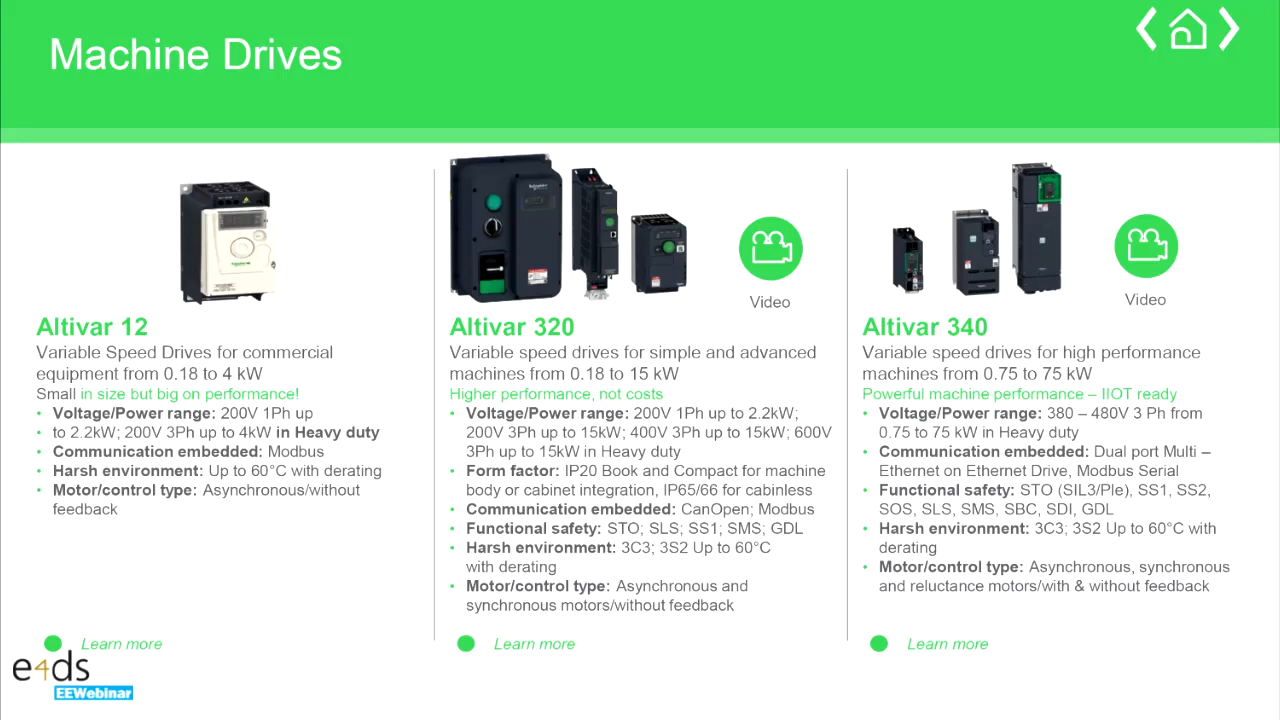 Machine Drives
Video
Video
Altivar 12
Variable Speed Drives for commercial
equipment from 0.18 to 4 kW
Small in size but big on performance!
• Voltage/Power range: 200V 1Ph up
• to 2.2kW; 200V 3Ph up to 4kW in Heavy duty
• Communication embedded: Modbus
• Harsh environment: Up to 60°C with derating
• Motor/control type: Asynchronous/without
feedback
Learn more
Altivar 320
Variable speed drives for simple and advanced
machines from 0.18 to 15 kW
Higher performance, not costs
• Voltage/Power range: 200V 1Ph up to 2.2kW;
200V 3Ph up to 15kW; 400V 3Ph up to 15kW; 600V
3Ph up to 15kW in Heavy duty
• Form factor: IP20 Book and Compact for machine
body or cabinet integration, IP65/66 for cabinless
• Communication embedded: CanOpen; Modbus
• Functional safety: STO; SLS; SS1; SMS; GDL
• Harsh environment: 3C3; 3S2 Up to 60°C
with derating
• Motor/control type: Asynchronous and
synchronous motors/without feedback
Learn more
Altivar 340
Variable speed drives for high performance
machines from 0.75 to 75 kW
Powerful machine performance – IIOT ready
• Voltage/Power range: 380 – 480V 3 Ph from
0.75 to 75 kW in Heavy duty
• Communication embedded: Dual port Multi –
Ethernet on Ethernet Drive, Modbus Serial
• Functional safety: STO (SIL3/Ple), SS1, SS2,
SOS, SLS, SMS, SBC, SDI, GDL
• Harsh environment: 3C3; 3S2 Up to 60°C with
derating
• Motor/control type: Asynchronous, synchronous
and reluctance motors/with & without feedback
Learn more
e4ds
EEWebinar